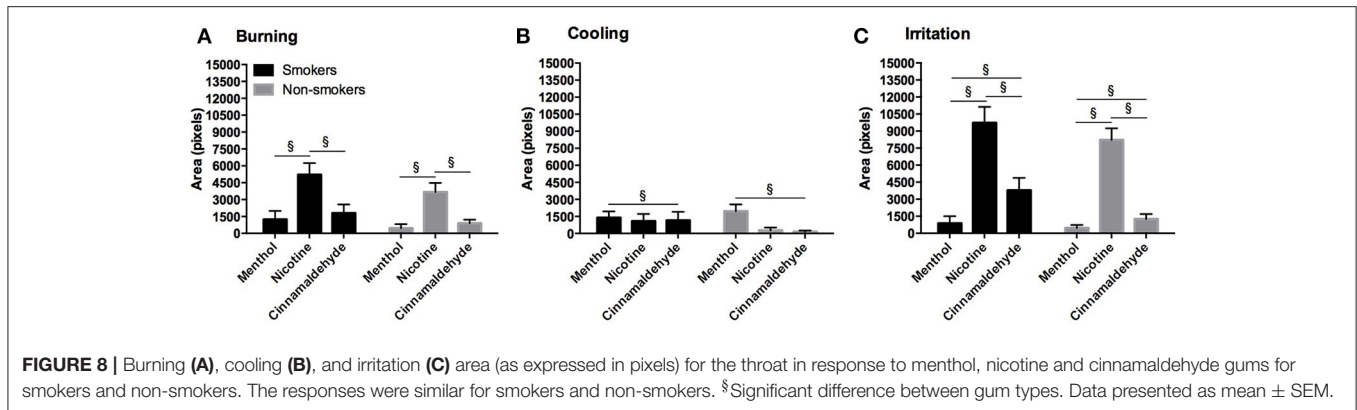 A Burning
B Cooling
C Irritation
Smokers
Non-smokers
Area (pixels)
15000
13500
12000
10500
9000
7500
6000
4500
3000
1500
0
§ § § §
Menthol
Nicotine
Cinnamaldehyde
Menthol
Nicotine
Cinnamaldehyde
Area (pixels)
15000
13500
12000
10500
9000
7500
6000
4500
3000
1500
0
§ §
Menthol
Nicotine
Cinnamaldehyde
Menthol
Nicotine
Cinnamaldehyde
Area (pixels)
15000
13500
12000
10500
9000
7500
6000
4500
3000
1500
0
§
§ §
§
§ §
Menthol
Nicotine
Cinnamaldehyde
Menthol
Nicotine
Cinnamaldehyde
FIGURE 8 | Burning (A), cooling (B), and irritation (C) area (as expressed in pixels) for the throat in response to menthol, nicotine and cinnamaldehyde gums for
smokers and non-smokers. The responses were similar for smokers and non-smokers. §Significant difference between gum types. Data presented as mean ± SEM.